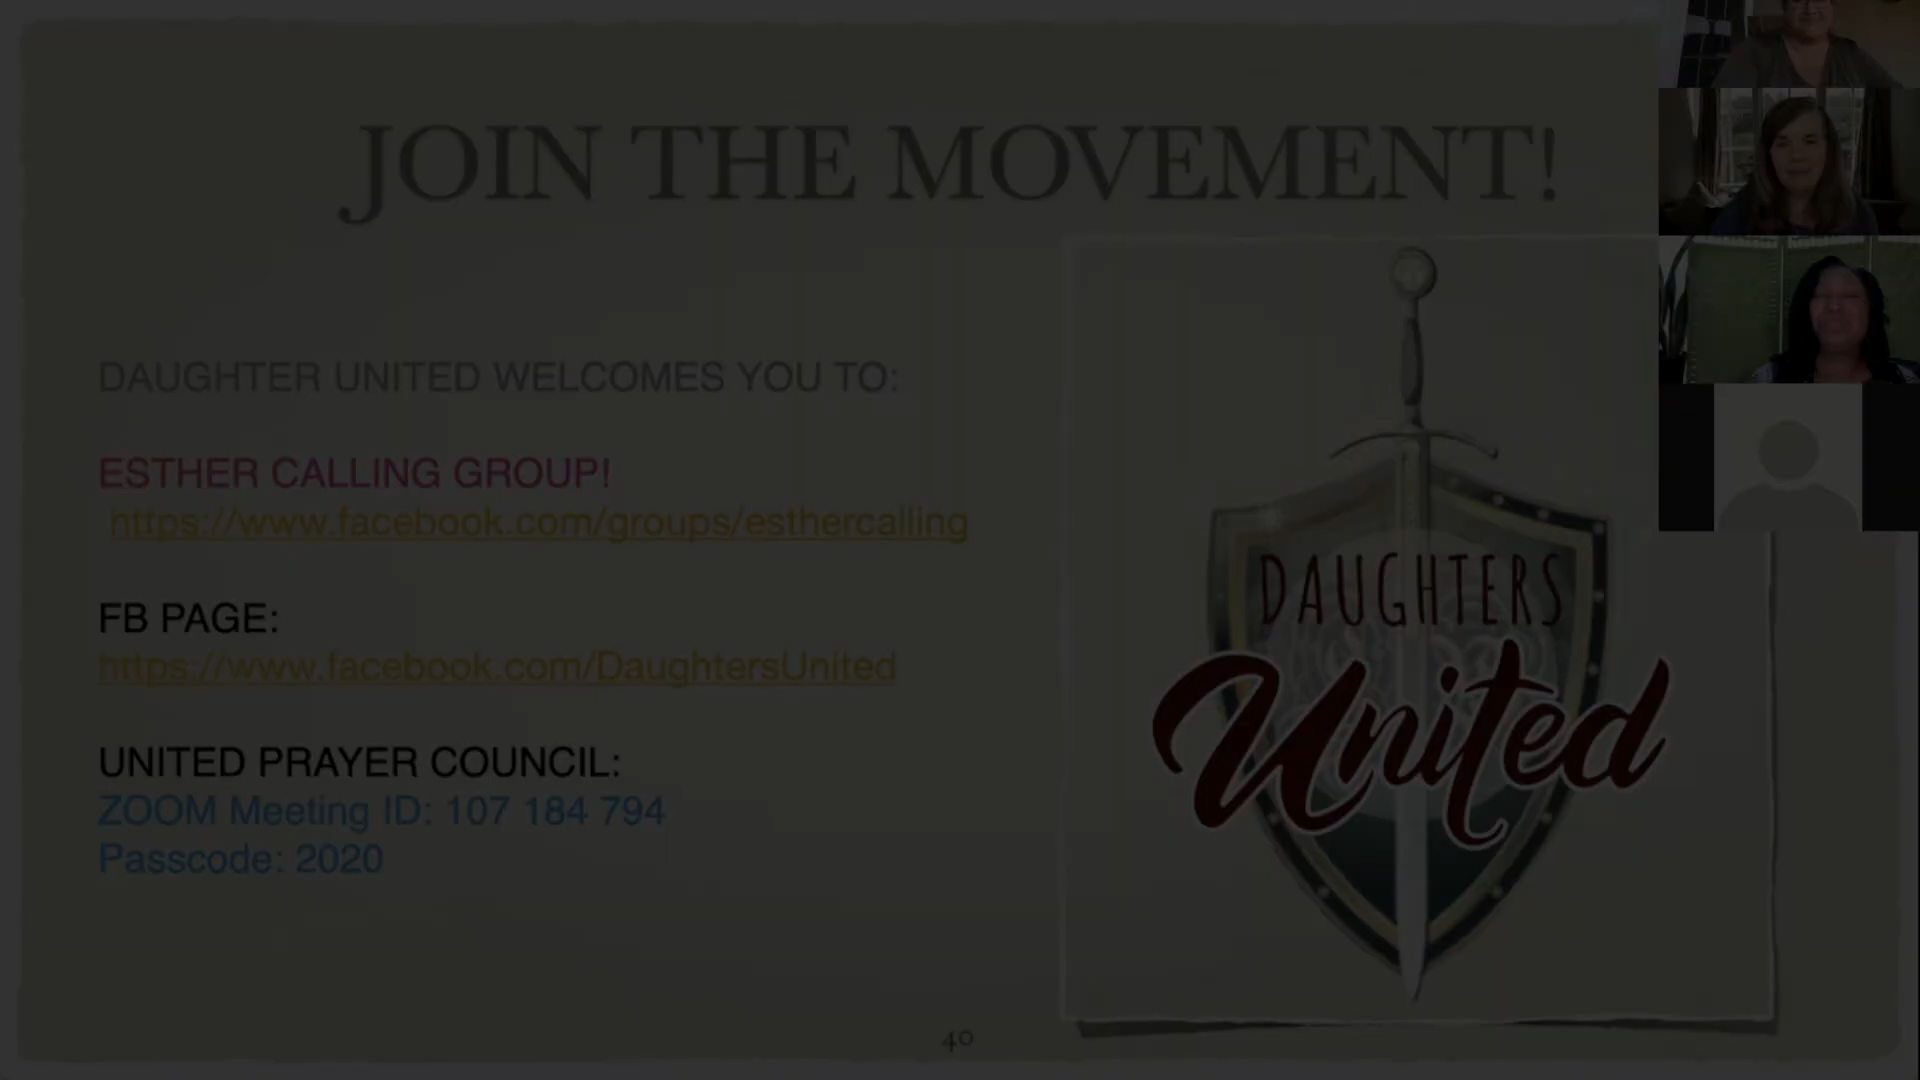 JOIN THE MOVEMENT!
DAUGHTER UNITED WELCOMES YOU TO:
ESTHER CALLING GROUP!
https://www.facebook.com/groups/esthercalling
FB PAGE:
https://www.facebook.com/DaughtersUnited
UNITED PRAYER COUNCIL:
ZOOM Meeting ID: 107 184 794
Passcode: 2020
DAUGHTERS
United
40